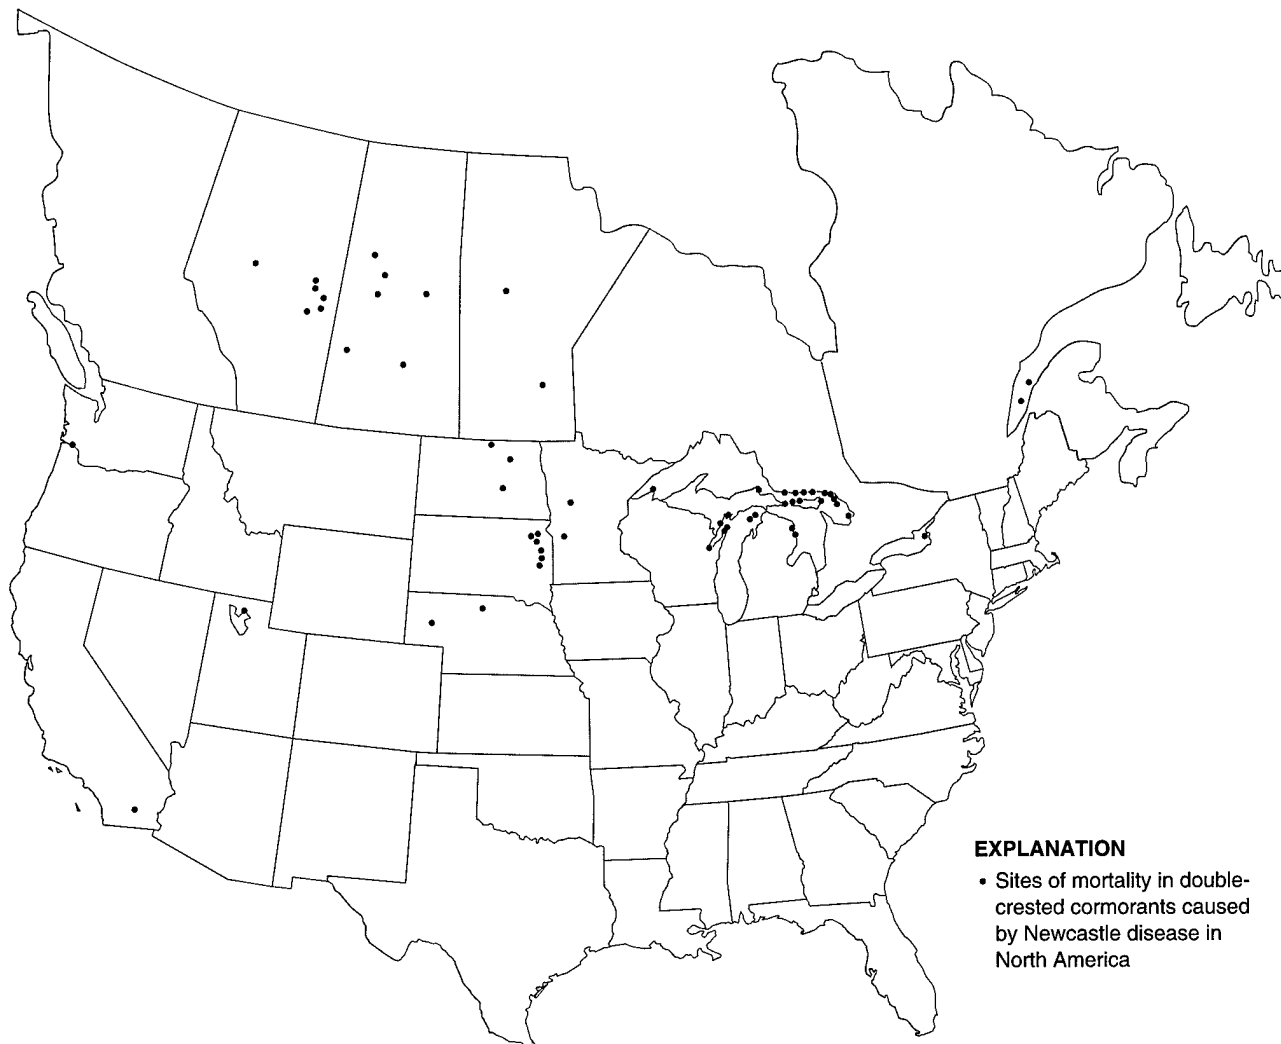 EXPLANATION
• Sites of mortality in double-
crested cormorants caused
by Newcastle disease in
North America